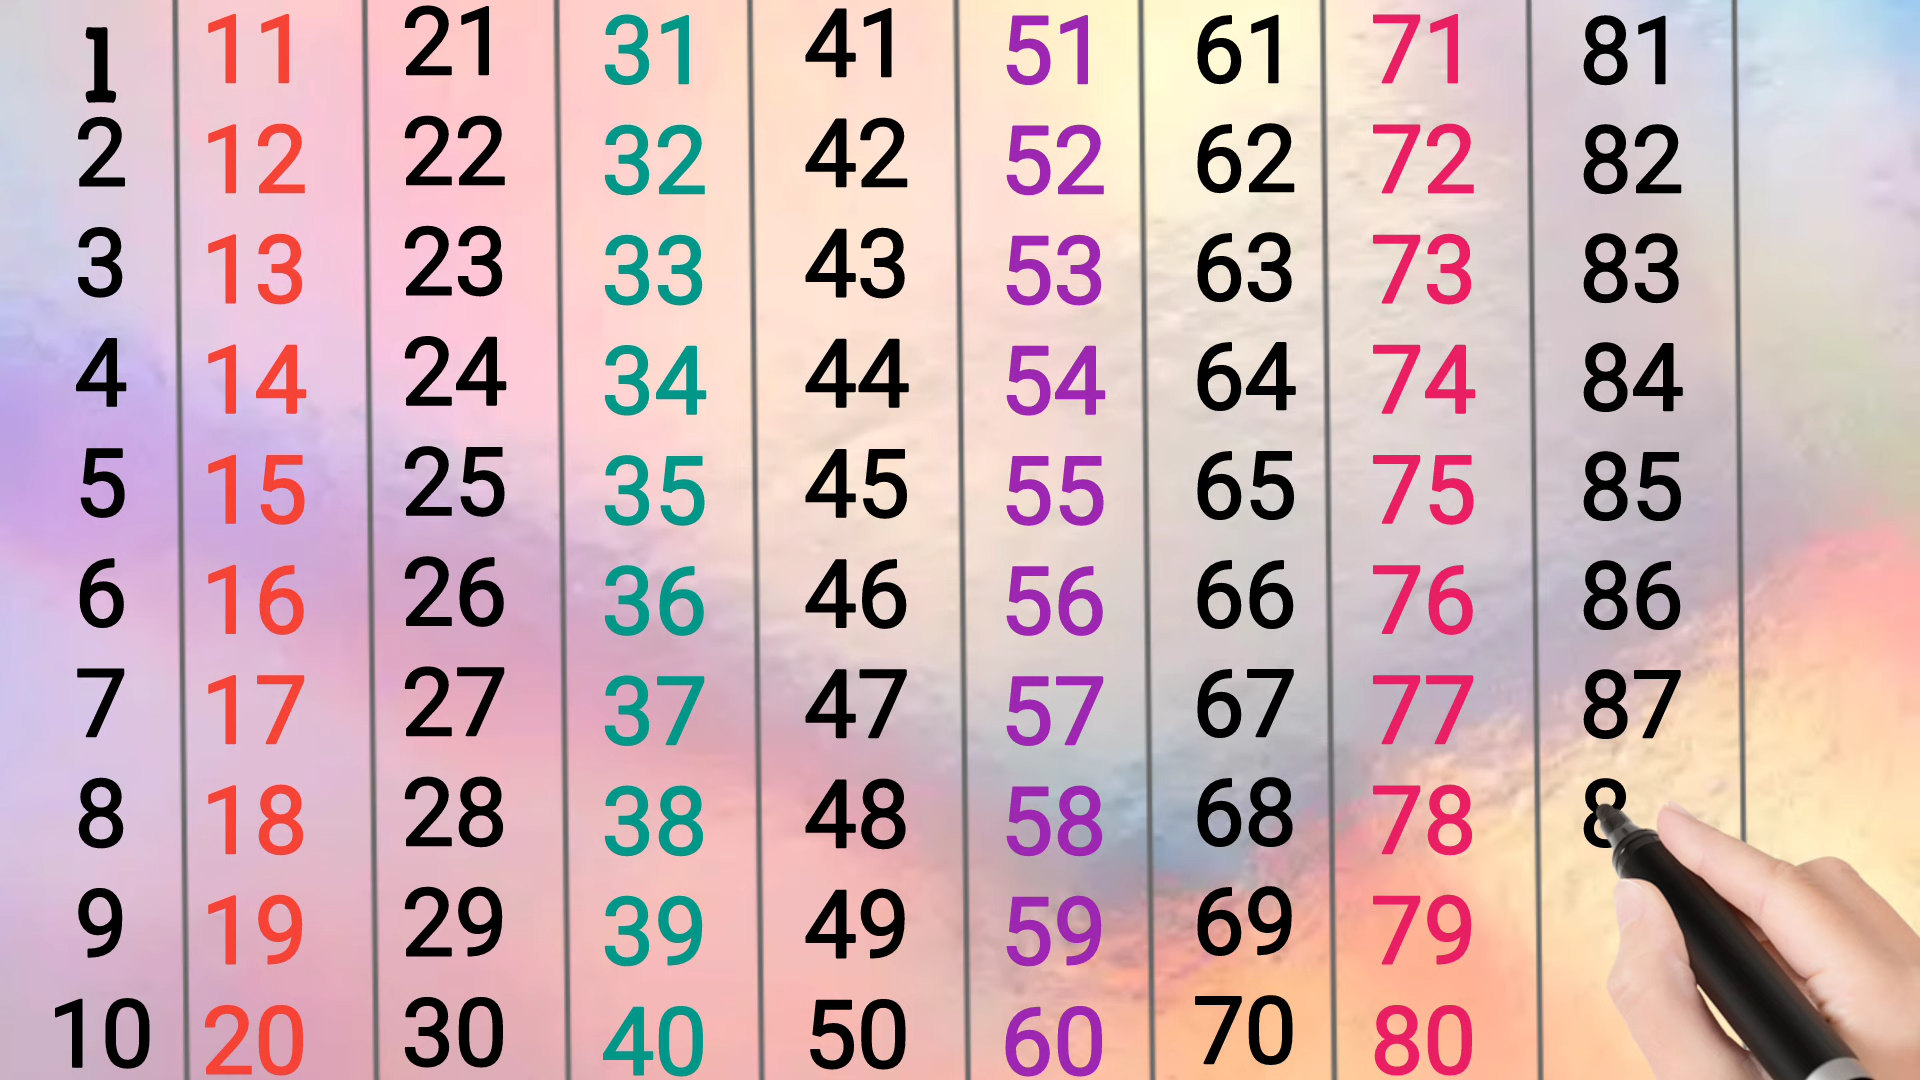 1 11 21 31 41 51 61 71 81
2 12 22 32 42 52 62 72 82
3 13 23 33 43 53 63 73 83
4 14 24 34 44 54 64 74 84
5 15 25 35 45 55 65 75 85
6 16 26 36 46 56 66 76 86
7 17 27 37 47 57 67 77 87
8 18 28 38 48 58 68 78 8
9 19 29 39 49 59 69 79
10 20 30 40 50 60 70 80